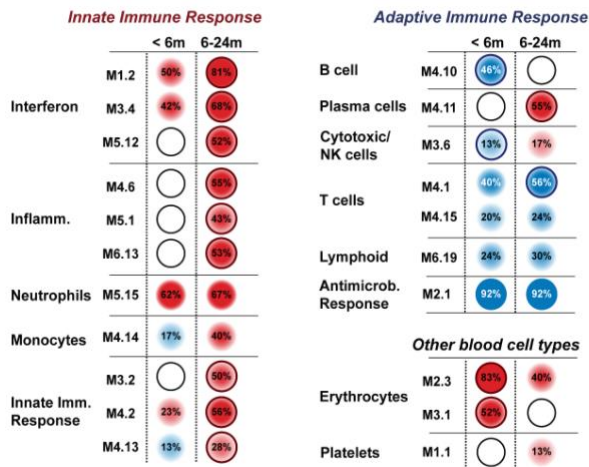 Innate Immune Response
< 6m 6-24m
M1.2 50% 81%
Interferon M3.4 42% 68%
M5.12 52%
M4.6 55%
Inflamm. M5.1 43%
M6.13 53%
Neutrophils M5.15 62% 67%
Monocytes M4.14 17% 40%
M3.2 50%
Innate Imm.
Response M4.2 23% 56%
M4.13 13% 28%
Adaptive Immune Response
< 6m 6-24m
B cell M4.10 46%
Plasma cells M4.11 55%
Cytotoxic/
NK cells M3.6 13% 17%
T cells M4.1 40% 56%
M4.15 20% 24%
Lymphoid M6.19 24% 30%
Antimicrob.
Response M2.1 92% 92%
Other blood cell types
Erythrocytes M2.3 83% 40%
M3.1 52%
Platelets M1.1 13%